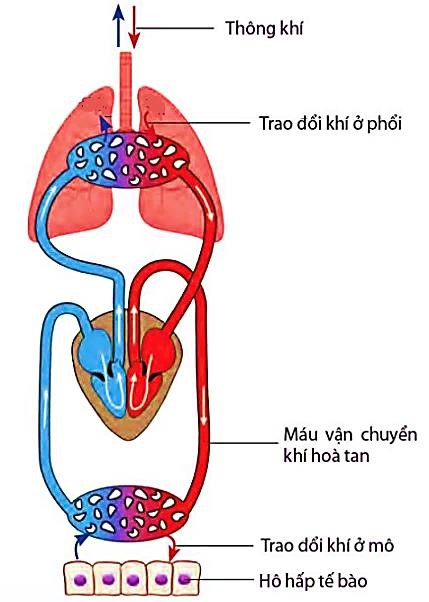 Thông khí
Trao đổi khí ở phổi
Máu vận chuyển
khí hoà tan
Trao đổi khí ở mô
Hô hấp tế bào